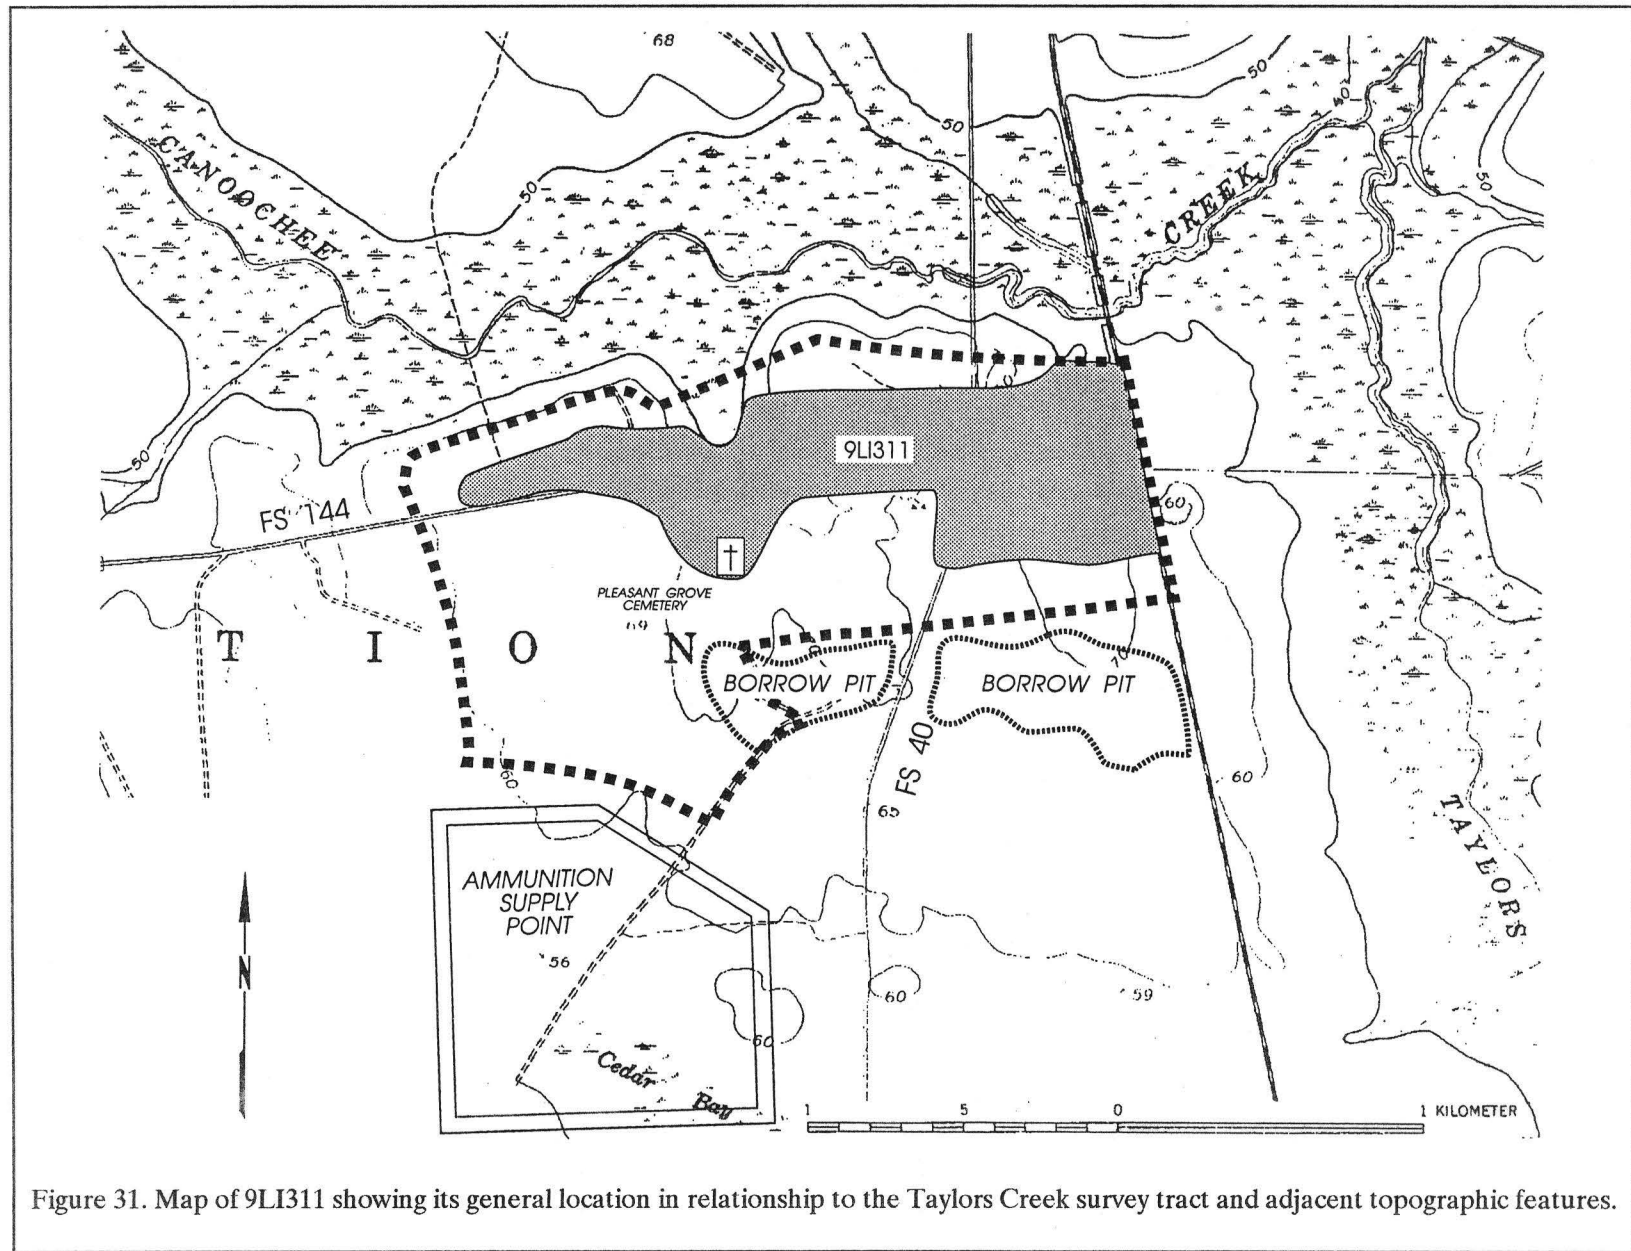 68
50
50
50
40
50
CANOOCHEE
CREEK
50
9LI311
FS 144
60
PLEASANT GROVE
CEMETERY
69
T I O N
BORROW PIT
BORROW PIT
70
60
60
FS 40
65
TAYLORS
AMMUNITION
SUPPLY
POINT
56
60
59
60
Cedar
Bay
1 5 0 1 KILOMETER
N
Figure 31. Map of 9LI311 showing its general location in relationship to the Taylors Creek survey tract and adjacent topographic features.